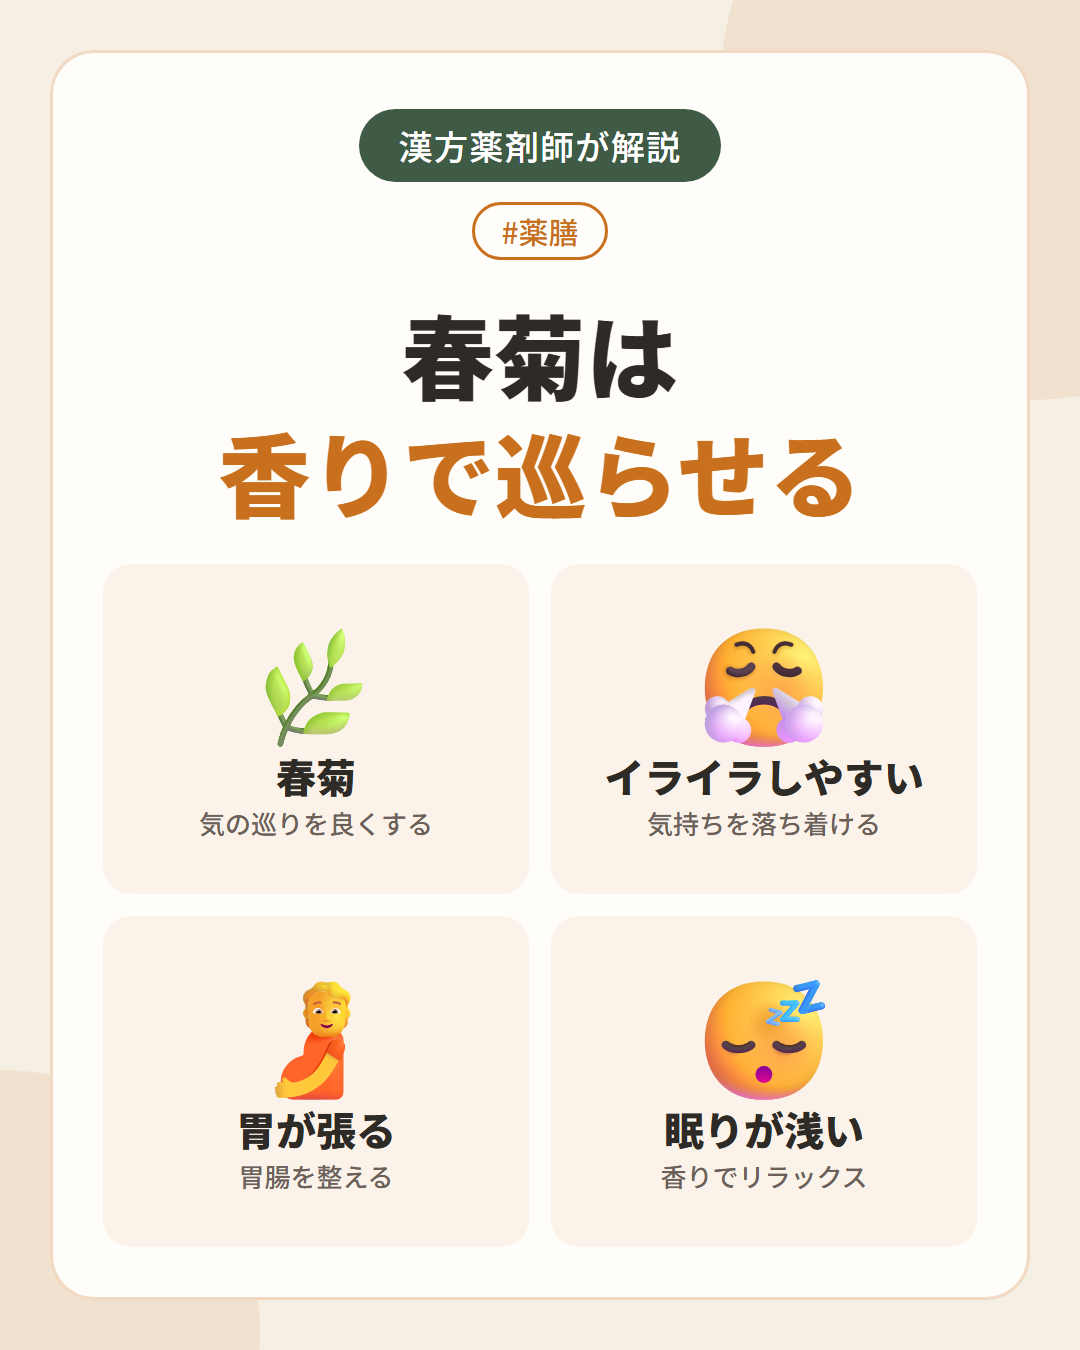 漢方薬剤師が解説
#薬膳
春菊は
香りで巡らせる
春菊
気の巡りを良くする
イライラしやすい
気持ちを落ち着ける
胃が張る
胃腸を整える
眠りが浅い
香りでリラックス